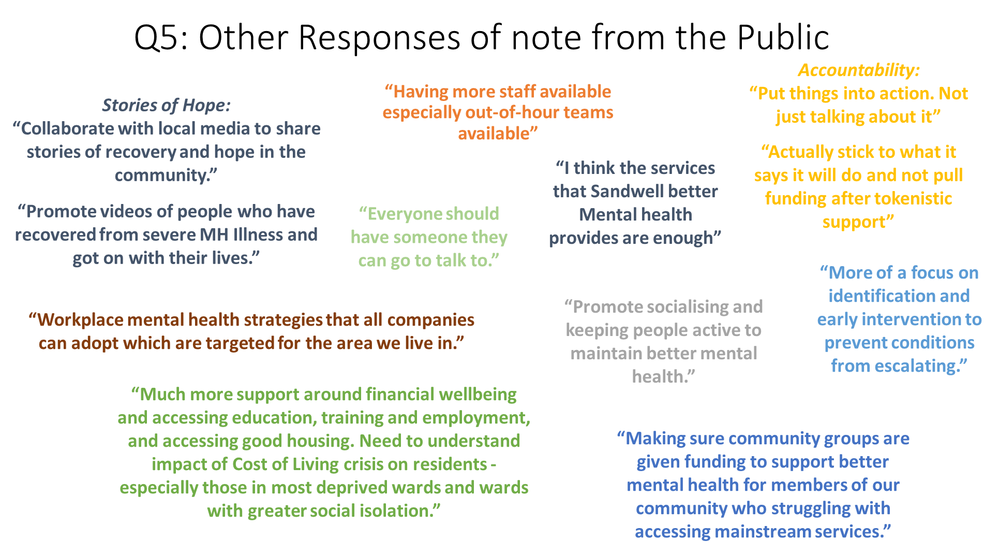 Q5: Other Responses of note from the Public
Stories of Hope:
“Collaborate with local media to share
stories of recovery and hope in the
community.”
“Promote videos of people who have
recovered from severe MH Illness and
got on with their lives.”
“Having more staff available
especially out-of-hour teams
available”
Accountability:
“Put things into action. Not
just talking about it”
“Actually stick to what it
says it will do and not pull
funding after tokenistic
support”
“I think the services
that Sandwell better
Mental health
provides are enough”
“Everyone should
have someone they
can go to talk to.”
“More of a focus on
identification and
early intervention to
prevent conditions
from escalating.”
“Workplace mental health strategies that all companies
can adopt which are targeted for the area we live in.”
“Promote socialising and
keeping people active to
maintain better mental
health.”
“Much more support around financial wellbeing
and accessing education, training and employment,
and accessing good housing. Need to understand
impact of Cost of Living crisis on residents -
especially those in most deprived wards and wards
with greater social isolation.”
“Making sure community groups are
given funding to support better
mental health for members of our
community who struggling with
accessing mainstream services.”